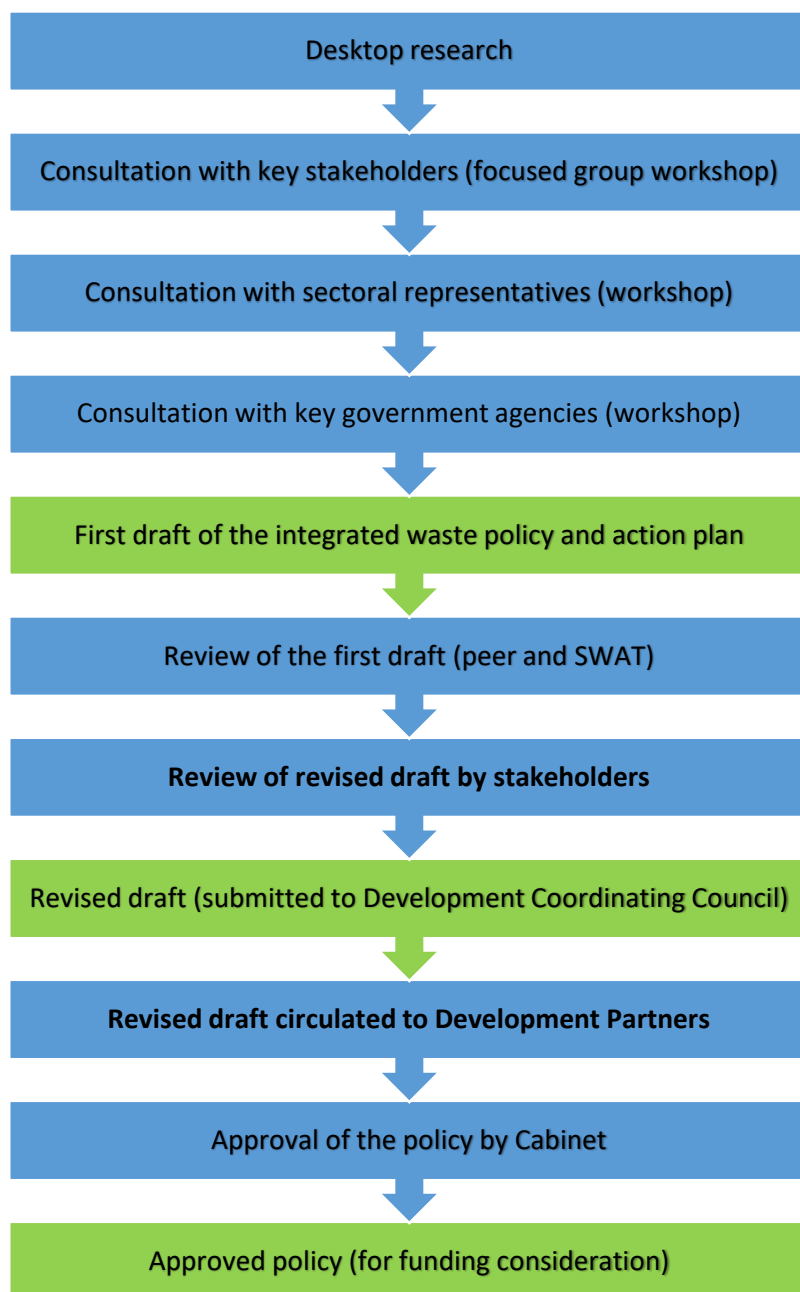 Desktop research
Consultation with key stakeholders (focused group workshop)
Consultation with sectoral representatives (workshop)
Consultation with key government agencies (workshop)
First draft of the integrated waste policy and action plan
Review of the first draft (peer and SWAT)
Review of revised draft by stakeholders
Revised draft (submitted to Development Coordinating Council)
Revised draft circulated to Development Partners
Approval of the policy by Cabinet
Approved policy (for funding consideration)